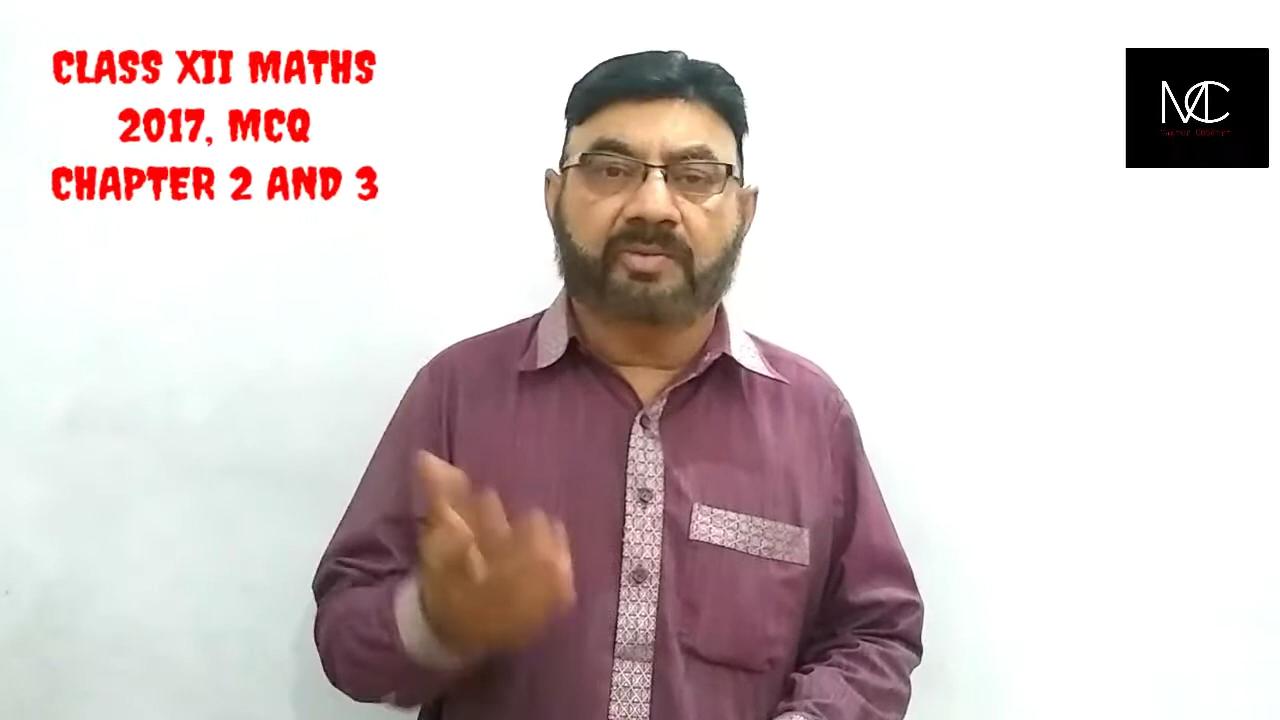 CLASS XII MATHS
2017, MCQ
CHAPTER 2 AND 3
MC